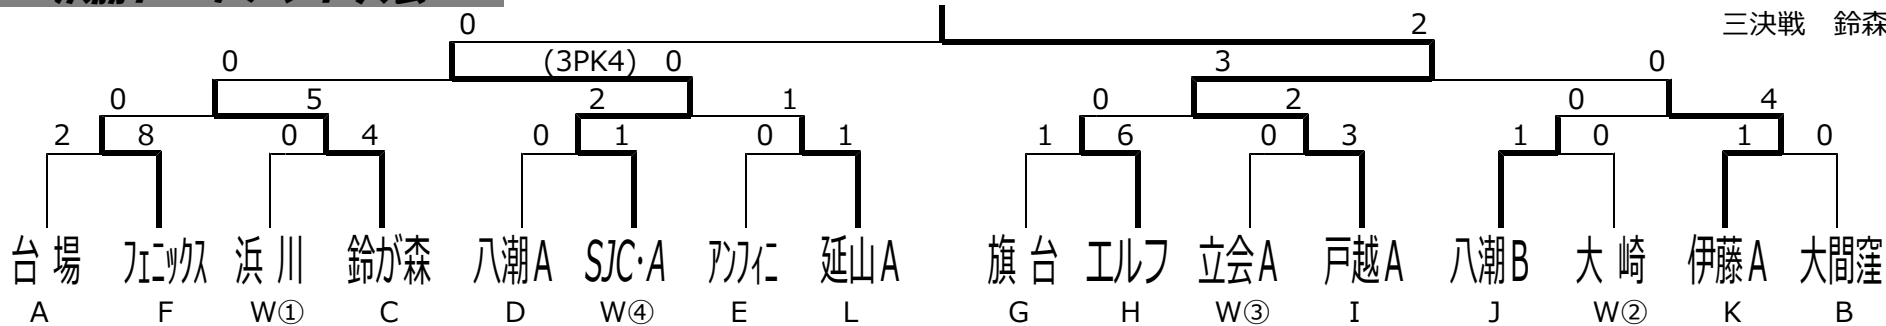 三決戦 鈴森
0 2
0 (3PK4) 0 3 0
0 5 2 1 0 2 0 4
2 8 0 4 0 1 0 1 1 6 0 3 1 0 1 0
台場 フェニックス 浜川 鈴が森 八潮A SJC・A アンフィニ 延山A 旗台 エルフ 立会A 戸越A 八潮B 大崎 伊藤A 大間窪
A F W① C D W④ E L G H W③ I J W② K B